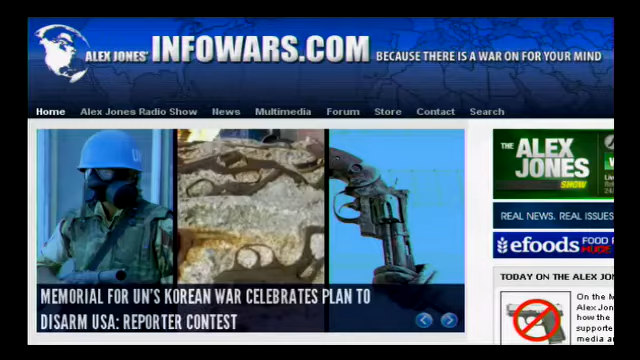 ALEX JONES' INFOWARS.COM BECAUSE THERE IS A WAR ON FOR YOUR MIND
Home Alex Jones Radio Show News Multimedia Forum Store Contact Search
THE ALEX JONES SHOW
REAL NEWS. REAL ISSUES
efoods FOOD
MEMORIAL FOR UN'S KOREAN WAR CELEBRATES PLAN TO
DISARM USA: REPORTER CONTEST
TODAY ON THE ALEX JON
On the
Alex Jon
how the
supporte
media a